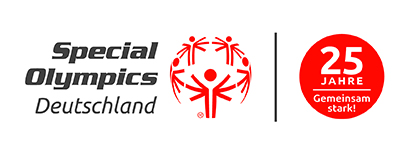 Special
Olympics
Deutschland
®
25
JAHRE
Gemeinsam
stark!